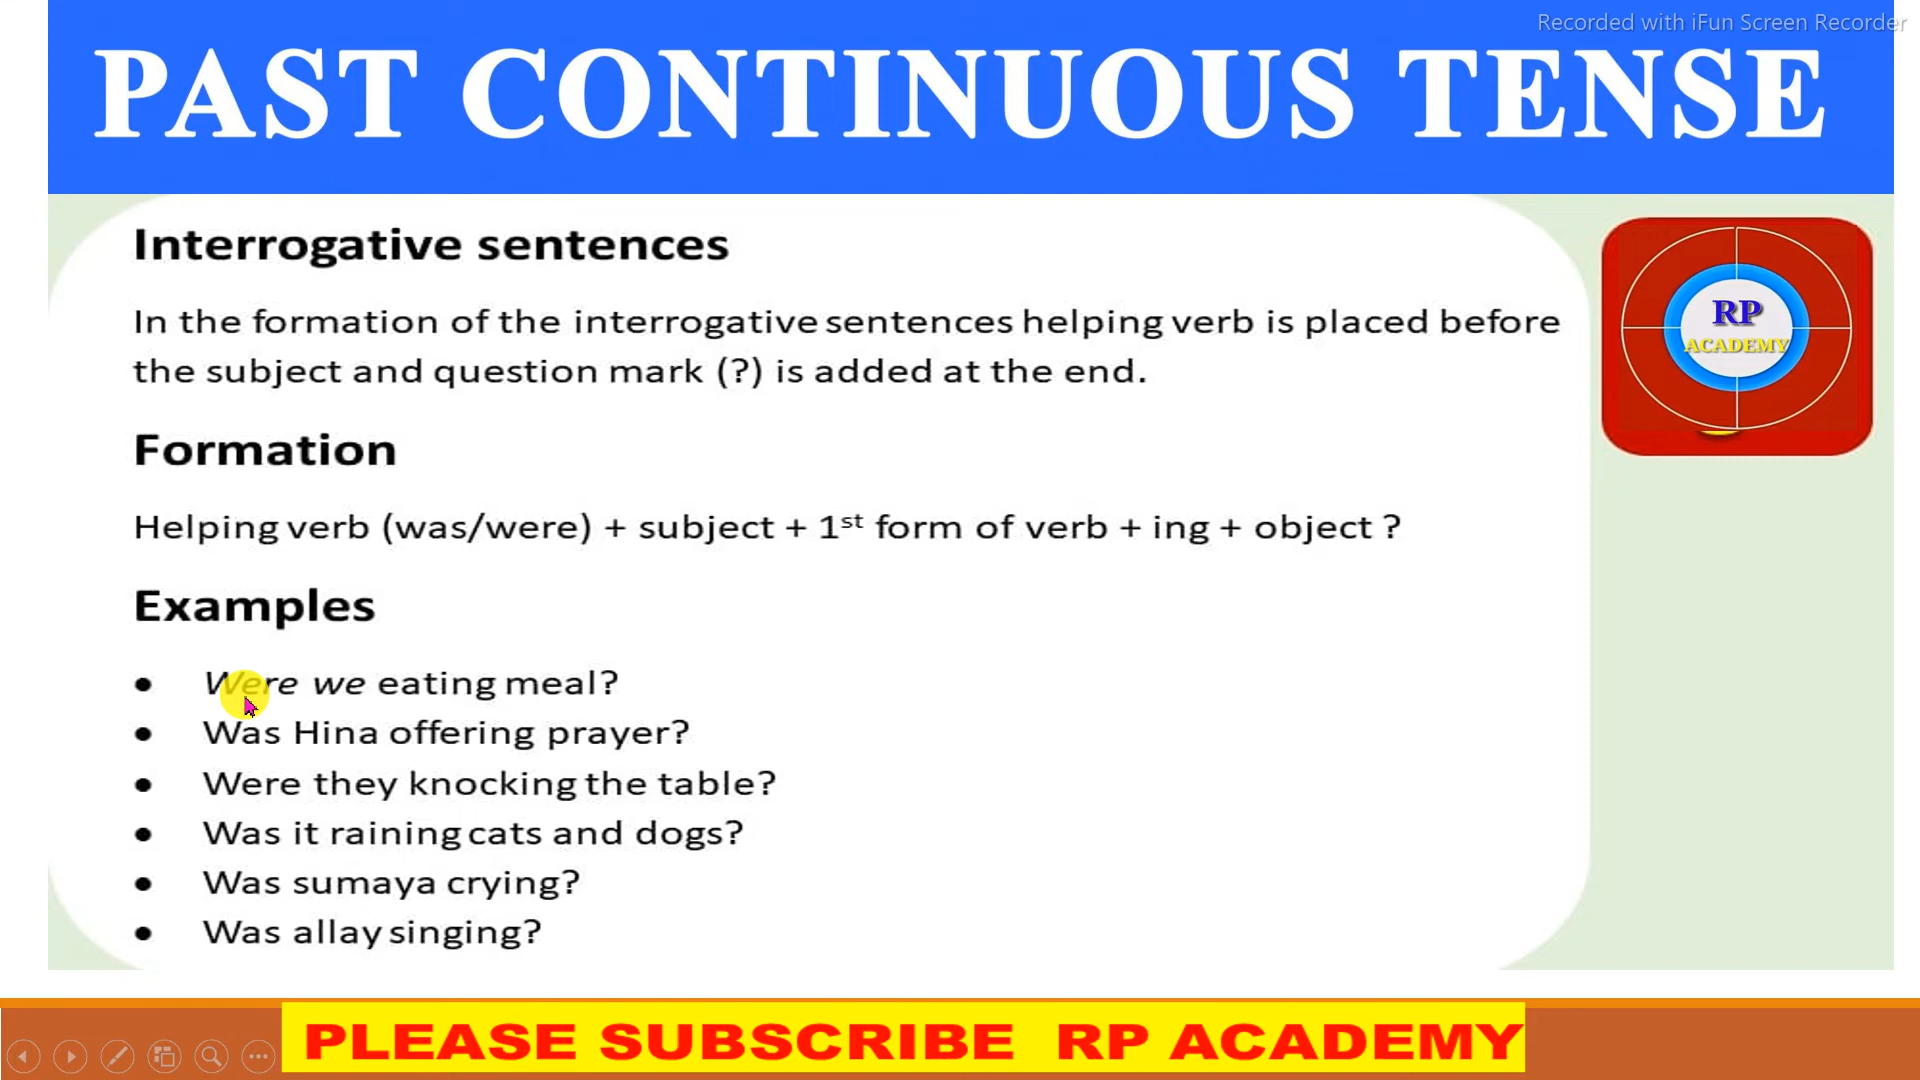 Recorded with iFun Screen Recorder
PAST CONTINUOUS TENSE
Interrogative sentences
In the formation of the interrogative sentences helping verb is placed before
the subject and question mark (?) is added at the end.
RP
ACADEMY
Formation
Helping verb (was/were) + subject + 1st form of verb + ing + object ?
Examples
• Were we eating meal?
• Was Hina offering prayer?
• Were they knocking the table?
• Was it raining cats and dogs?
• Was sumaya crying?
• Was allay singing?
PLEASE SUBSCRIBE RP ACADEMY